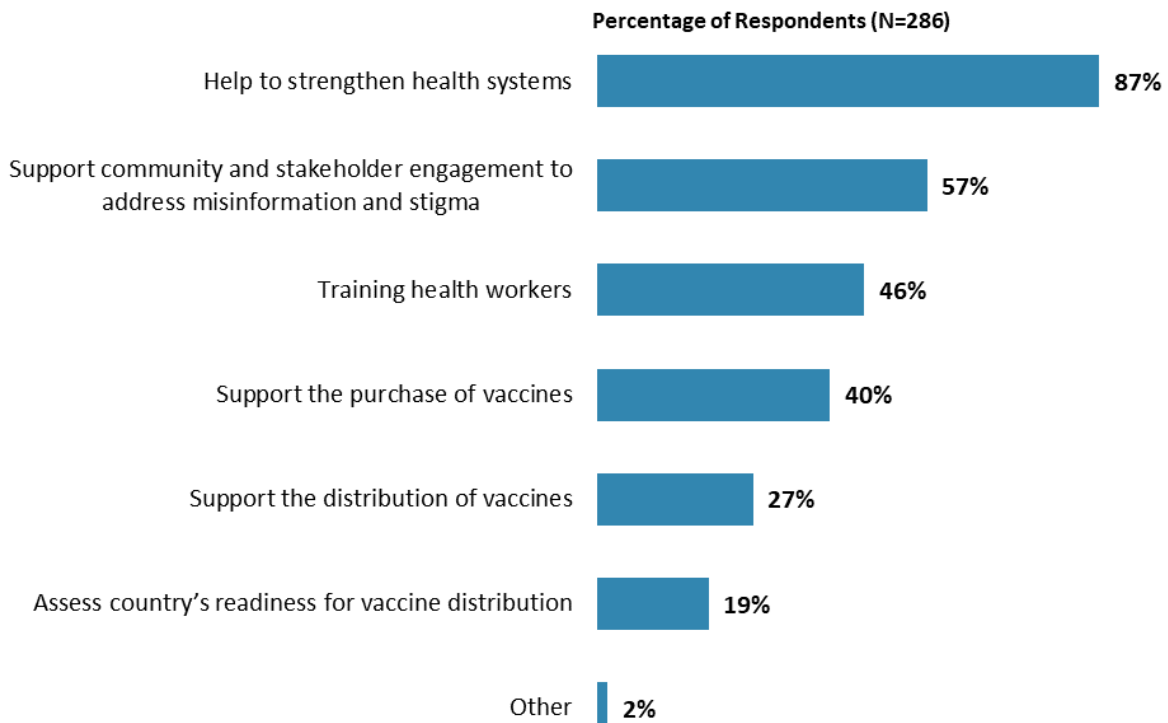 Percentage of Respondents (N=286)
Help to strengthen health systems
87%
Support community and stakeholder engagement to
address misinformation and stigma
57%
Training health workers
46%
Support the purchase of vaccines
40%
Support the distribution of vaccines
27%
Assess country’s readiness for vaccine distribution
19%
Other
2%